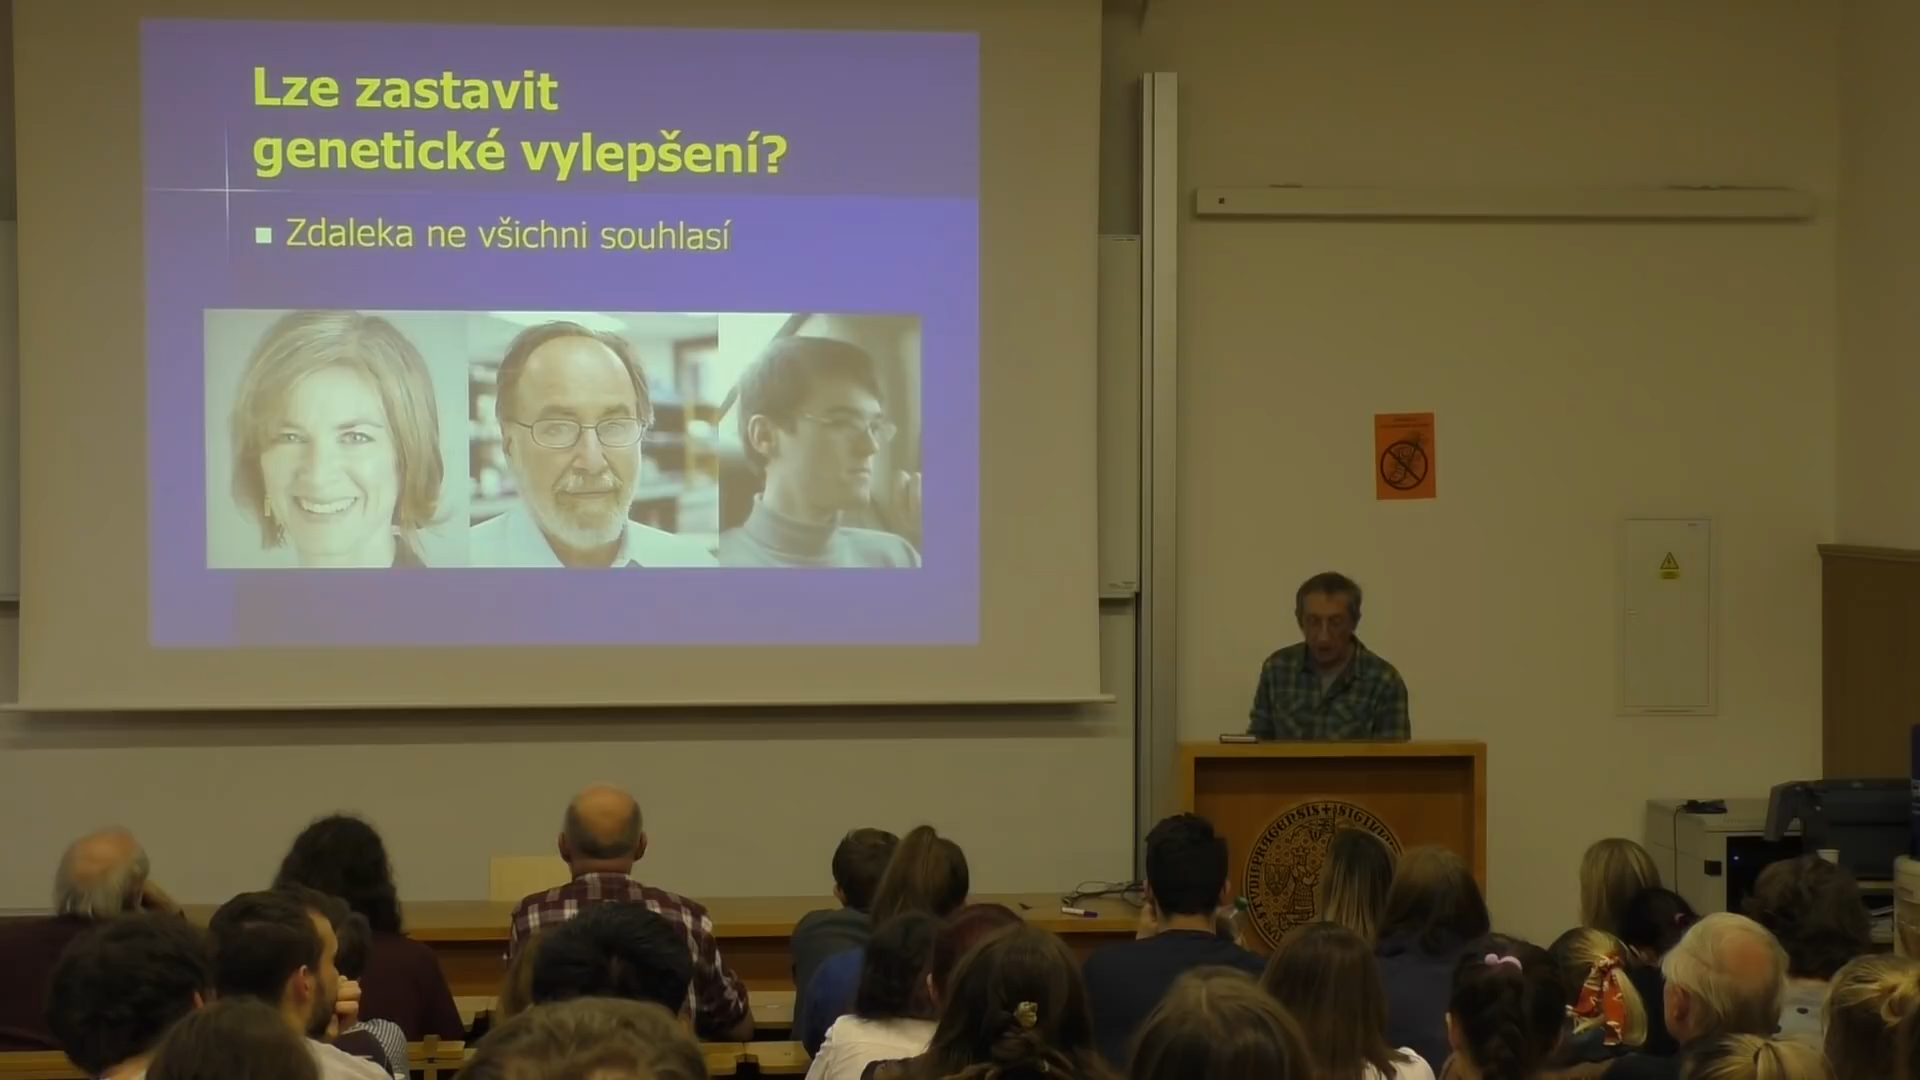 Lze zastavit
genetické vylepšení?
Zdaleka ne všichni souhlasí